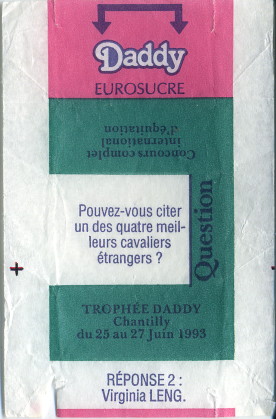 Daddy
EUROSUCRE
Concours complet
international
d'équitation
Question
Pouvez-vous citer
un des quatre meil-
leurs cavaliers
étrangers ?
TROPHÉE DADDY
Chantilly
du 25 au 27 Juin 1993
RÉPONSE 2 :
Virginia LENG.